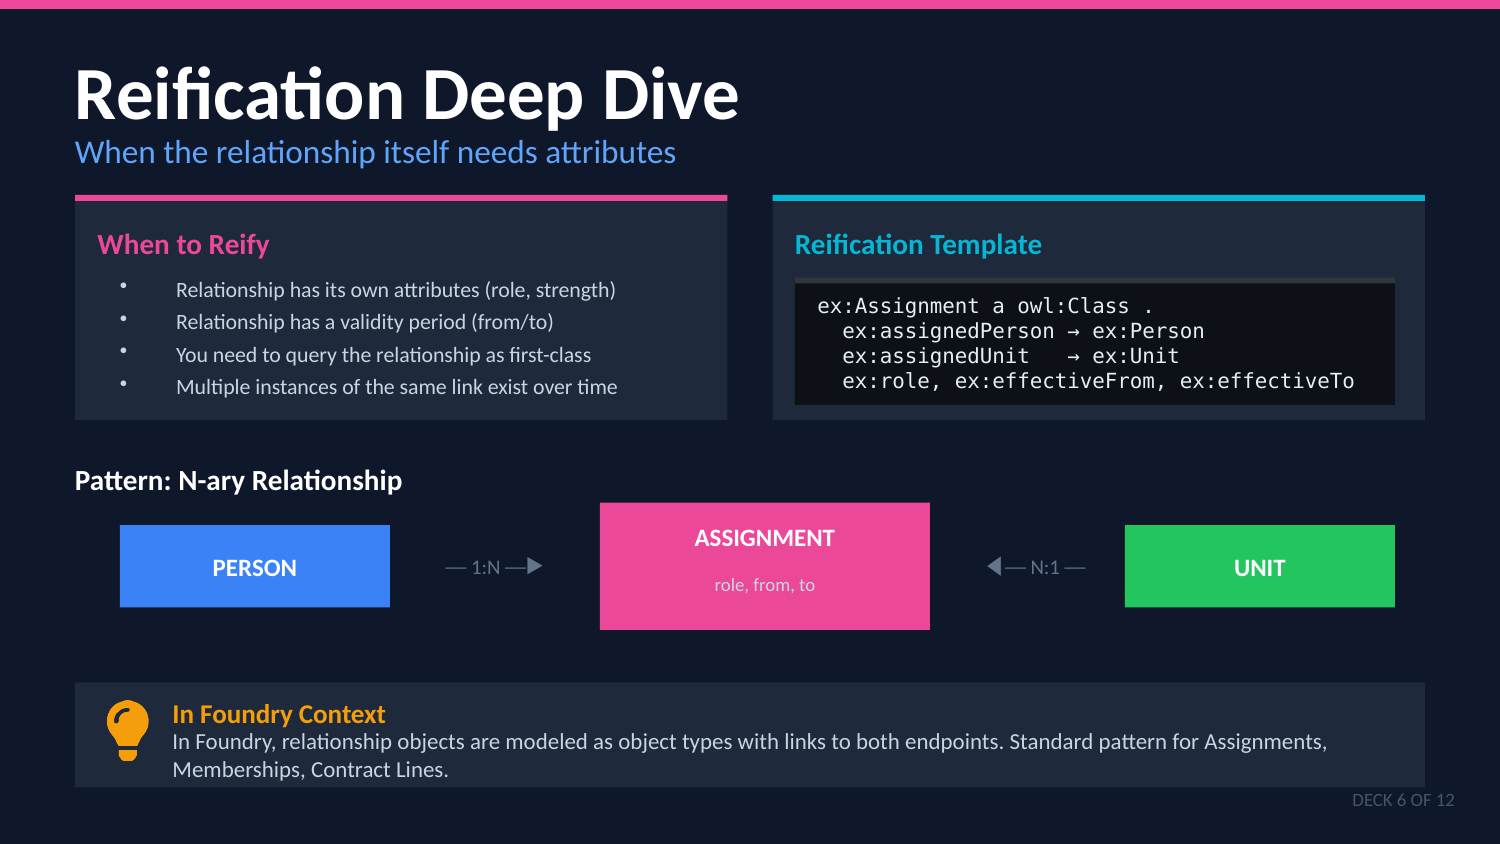 Reification Deep Dive
When the relationship itself needs attributes
When to Reify
• Relationship has its own attributes (role, strength)
• Relationship has a validity period (from/to)
• You need to query the relationship as first-class
• Multiple instances of the same link exist over time
Reification Template
ex:Assignment a owl:Class .
  ex:assignedPerson → ex:Person
  ex:assignedUnit   → ex:Unit
  ex:role, ex:effectiveFrom, ex:effectiveTo
Pattern: N-ary Relationship
PERSON
— 1:N —▶
ASSIGNMENT
role, from, to
◀— N:1 —
UNIT
In Foundry Context
In Foundry, relationship objects are modeled as object types with links to both endpoints. Standard pattern for Assignments,
Memberships, Contract Lines.
DECK 6 OF 12